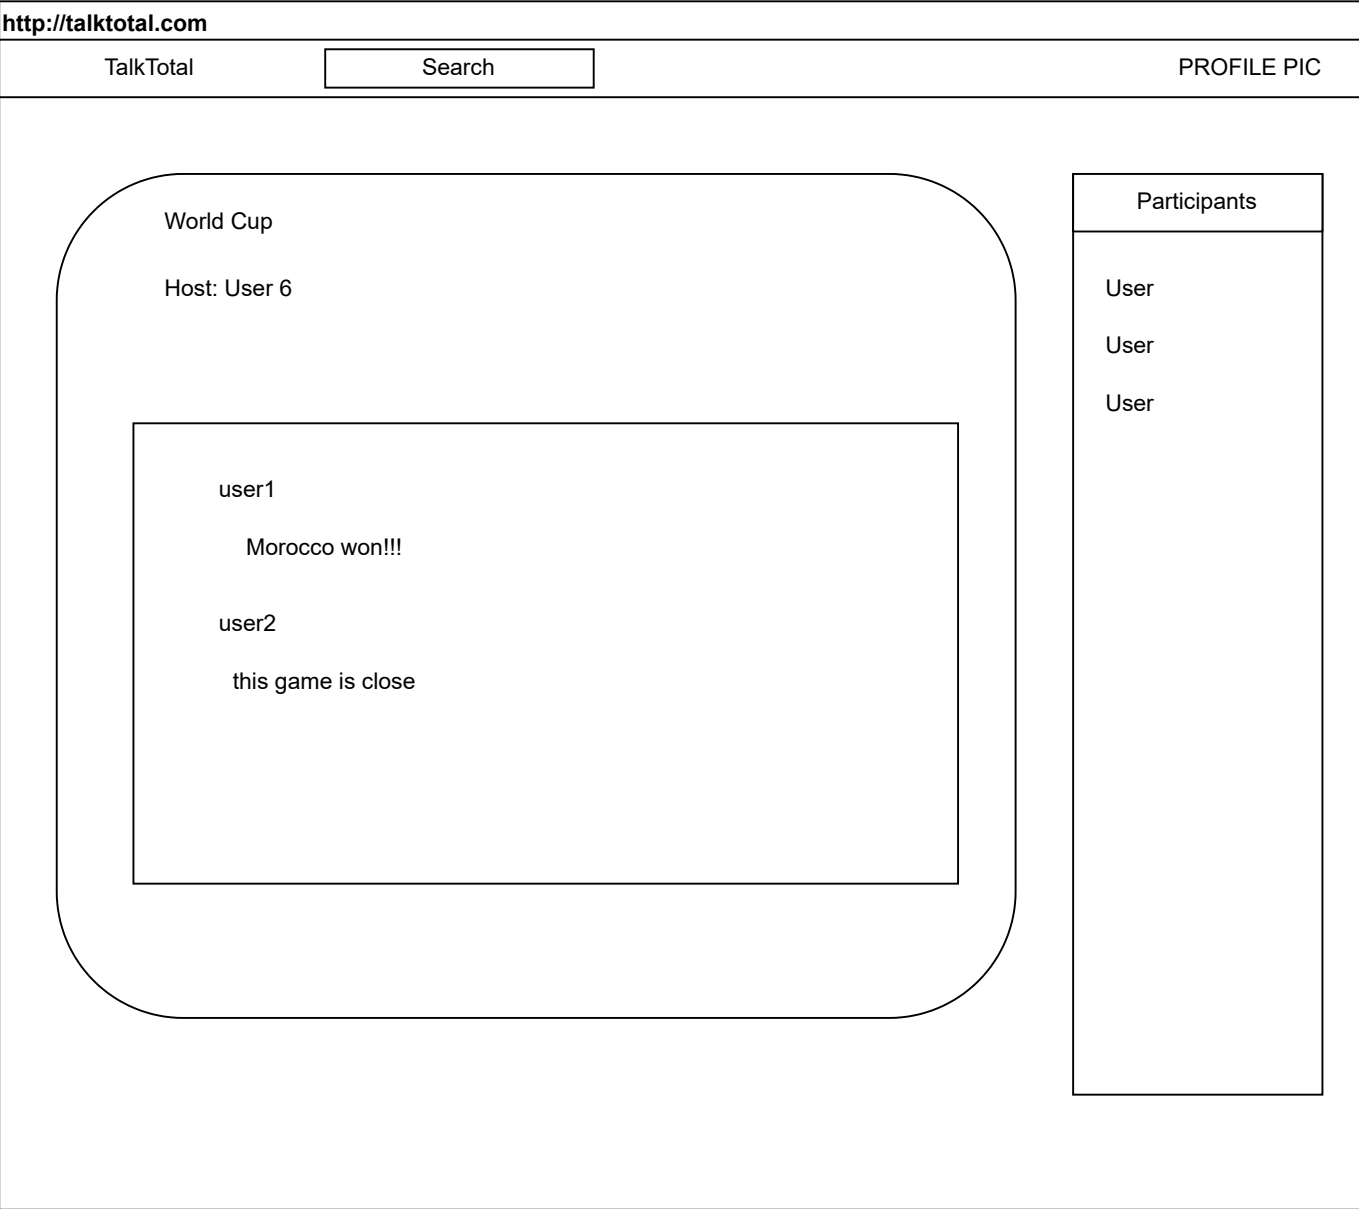 http://talktotal.com
TalkTotal
Search
PROFILE PIC
World Cup
Host: User 6
user1
Morocco won!!!
user2
this game is close
Participants
User
User
User